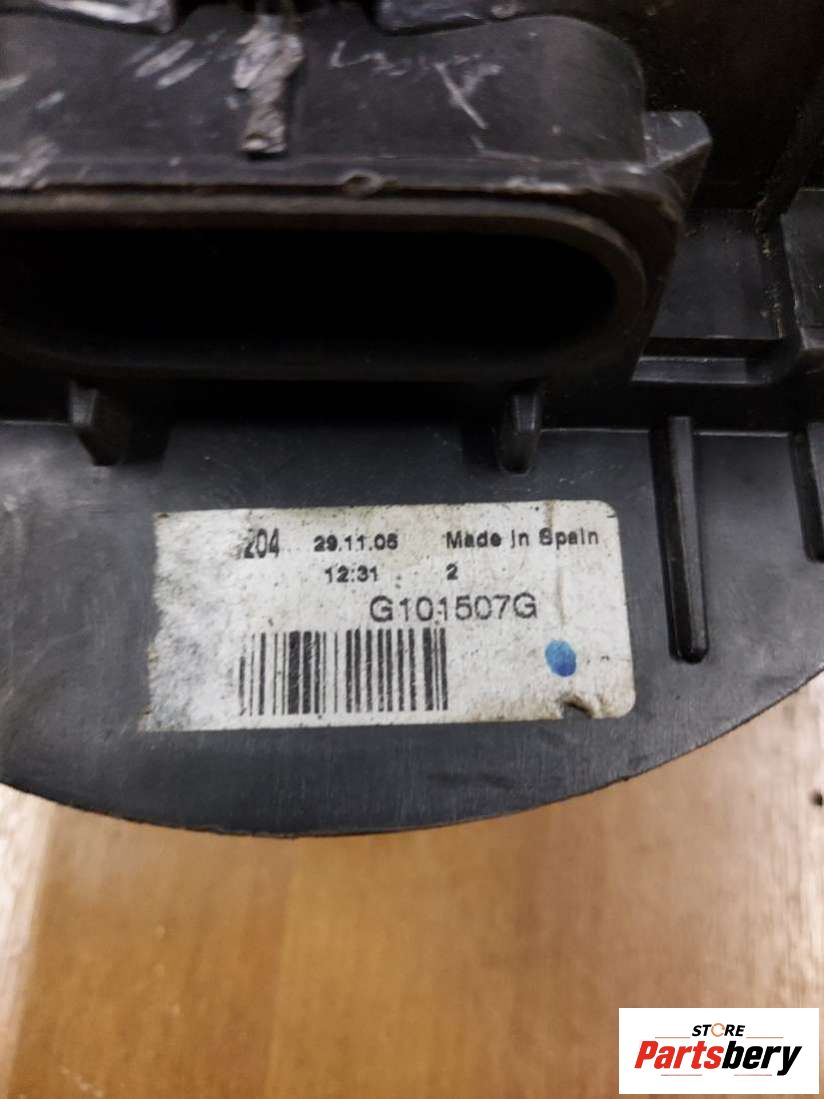 204 29.11.06 Made in Spain
12:31 2
G101507G
STORE
Partsbery